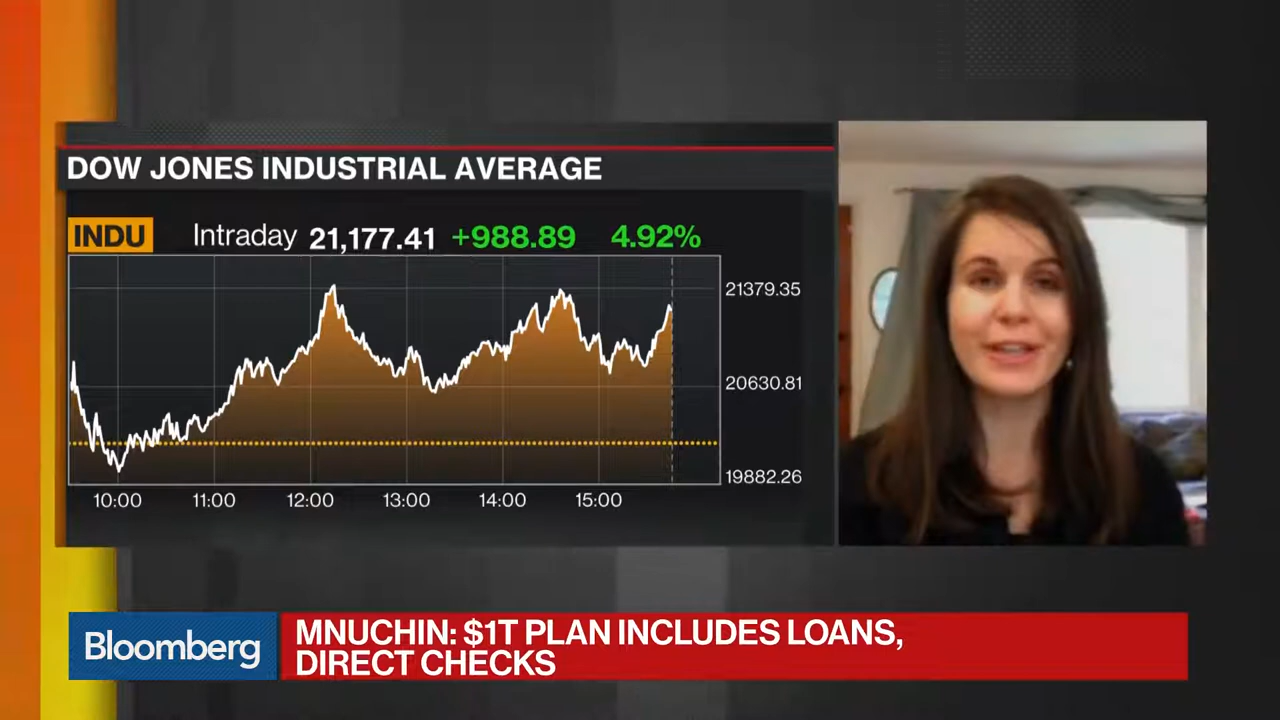 DOW JONES INDUSTRIAL AVERAGE
INDU Intraday 21,177.41 +988.89 4.92%
21379.35
20630.81
19882.26
10:00 11:00 12:00 13:00 14:00 15:00
Bloomberg
MNUCHIN: $1T PLAN INCLUDES LOANS,
DIRECT CHECKS